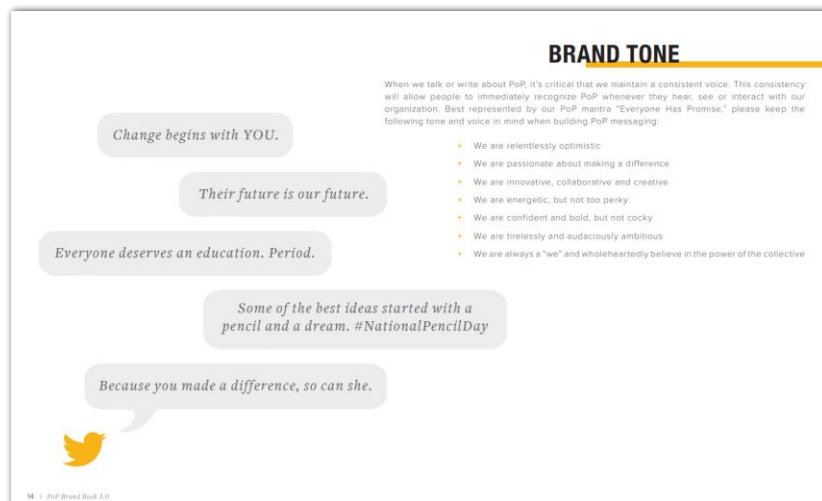 BRAND TONE
When we talk or write about PoP, it's critical that we maintain a consistent voice. This consistency
will allow people to immediately recognize PoP whenever they hear, see or interact with our
organization. Best represented by our PoP mantra "Everyone Has Promise," please keep the
following tone and voice in mind when building PoP messaging:
We are relentlessly optimistic
We are passionate about making a difference
We are innovative, collaborative and creative
We are energetic, but not too perky
We are confident and bold, but not cocky
We are tirelessly and audaciously ambitious
We are always a "we" and wholeheartedly believe in the power of the collective
Change begins with YOU.
Their future is our future.
Everyone deserves an education. Period.
Some of the best ideas started with a
pencil and a dream. #NationalPencilDay
Because you made a difference, so can she.
14 | PoP Brand Book 3.0